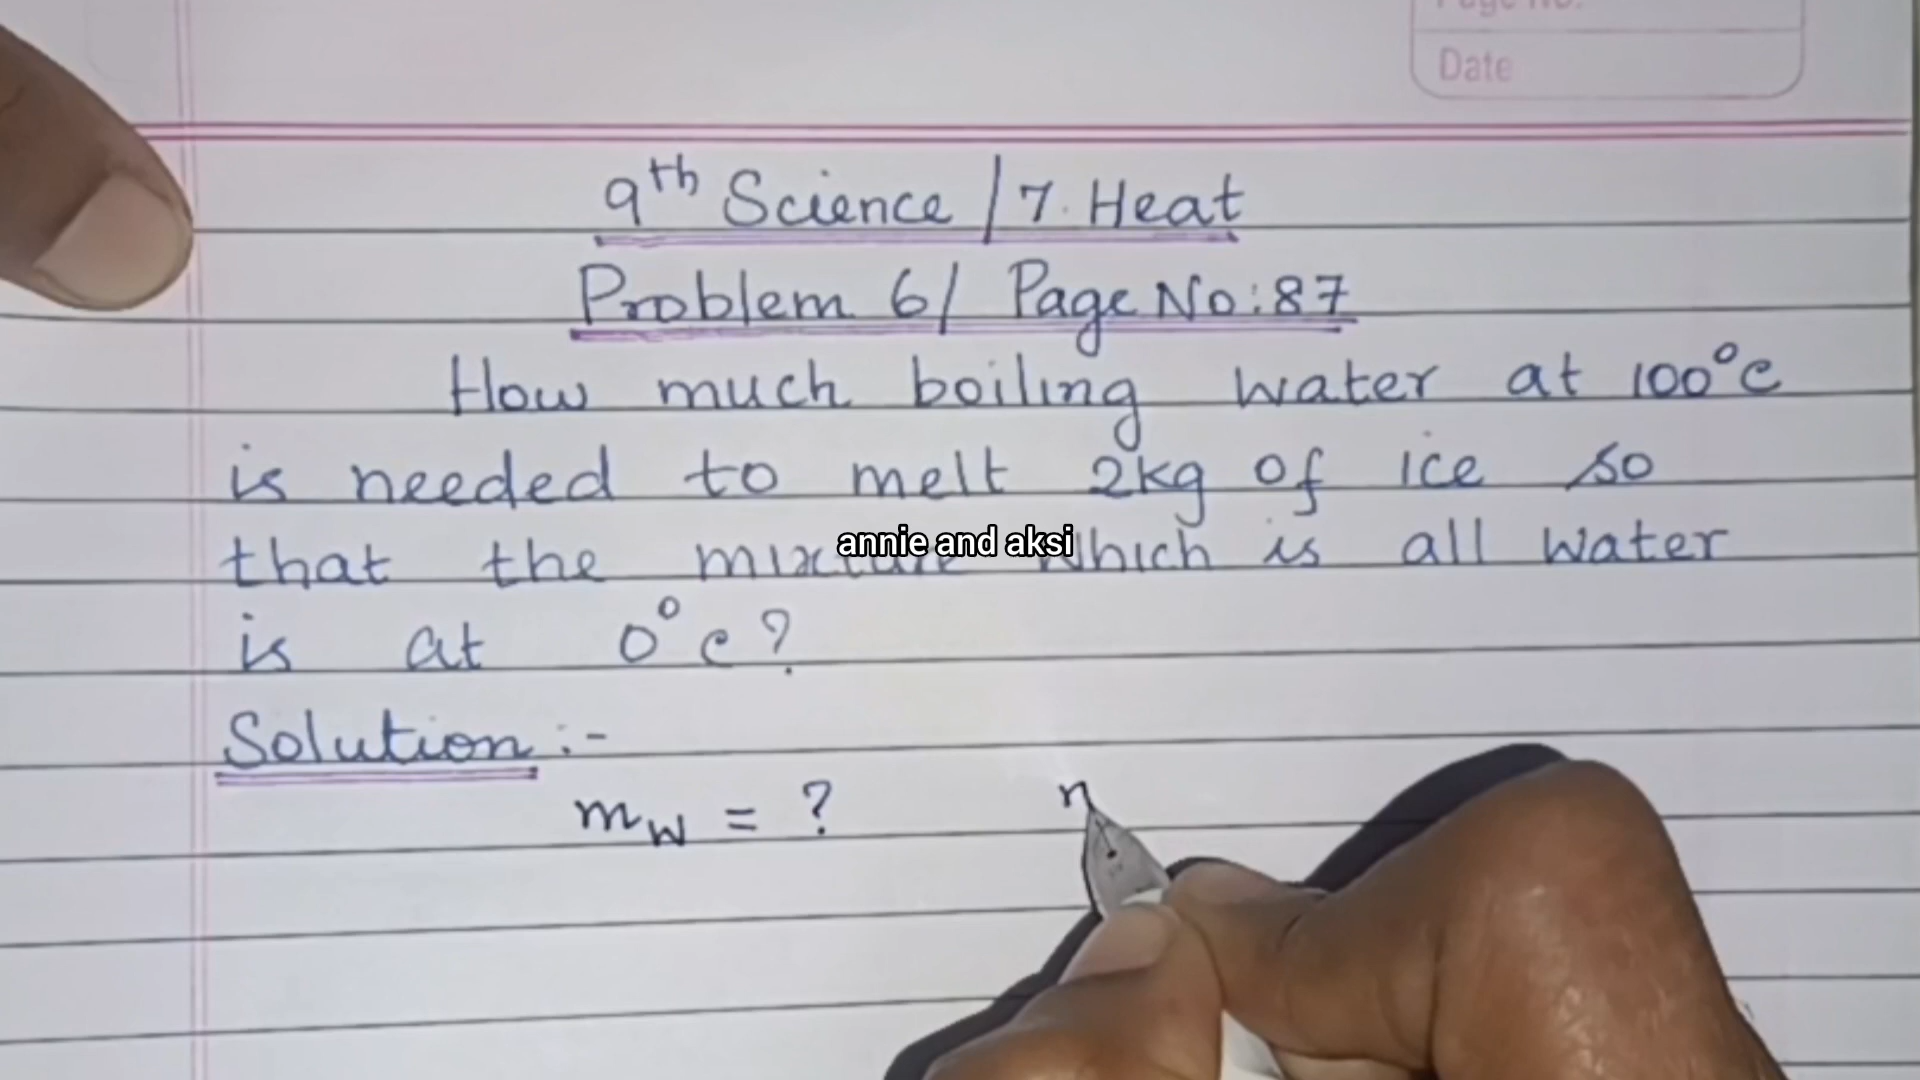 Date
9th Science / 7. Heat
Problem 6 / Page No: 87
How much boiling water at 100°c
is needed to melt 2kg of ice so
that the mixture which is all water
annie and aksi
is at 0°c?
Solution :-
mw = ?